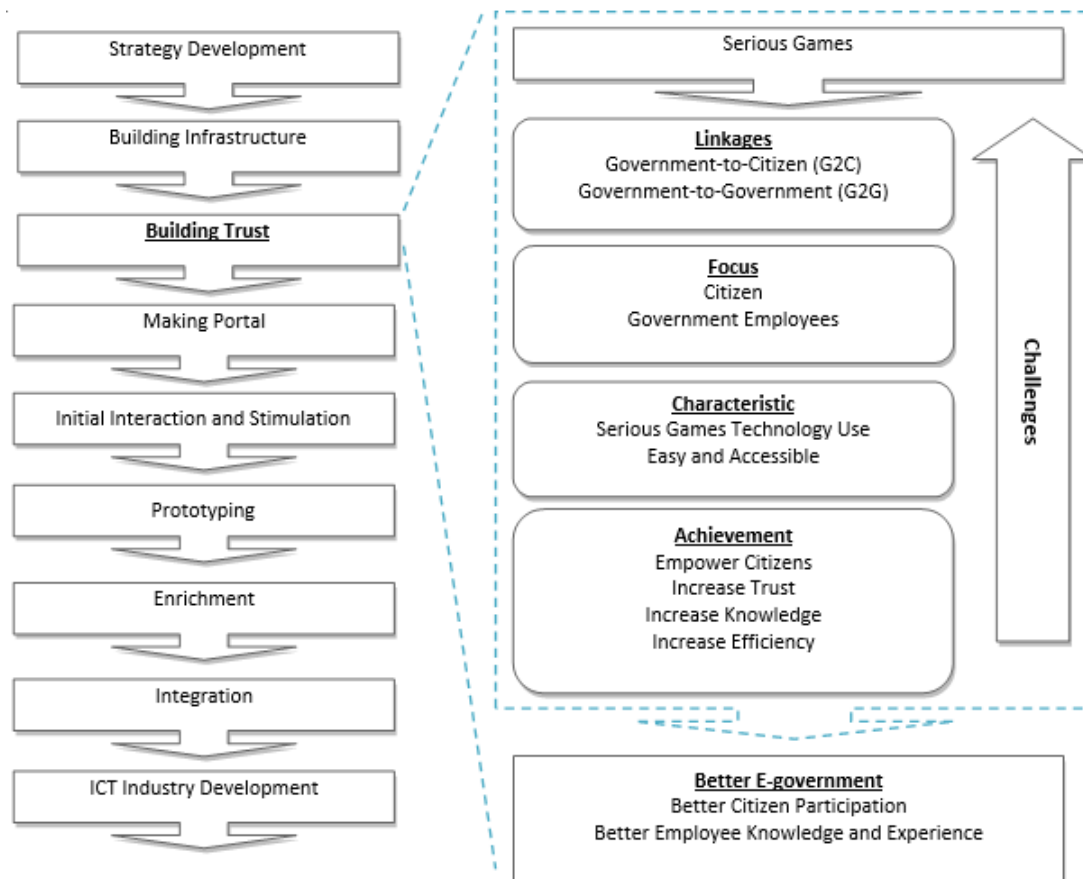 Strategy Development
Building Infrastructure
Building Trust
Making Portal
Initial Interaction and Stimulation
Prototyping
Enrichment
Integration
ICT Industry Development
Serious Games
Linkages
Government-to-Citizen (G2C)
Government-to-Government (G2G)
Focus
Citizen
Government Employees
Characteristic
Serious Games Technology Use
Easy and Accessible
Achievement
Empower Citizens
Increase Trust
Increase Knowledge
Increase Efficiency
Challenges
Better E-government
Better Citizen Participation
Better Employee Knowledge and Experience